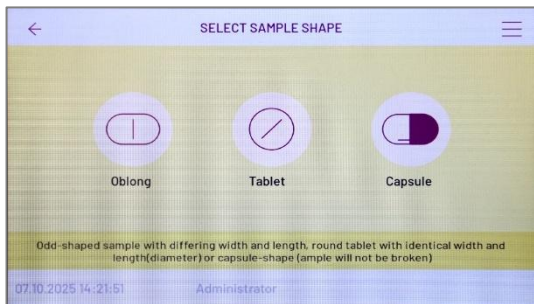 SELECT SAMPLE SHAPE
Oblong
Tablet
Capsule
Odd-shaped sample with differing width and length, round tablet with identical width and
length(diameter) or capsule-shape (ample will not be broken)
07.10.2025 14:21:51 Administrator